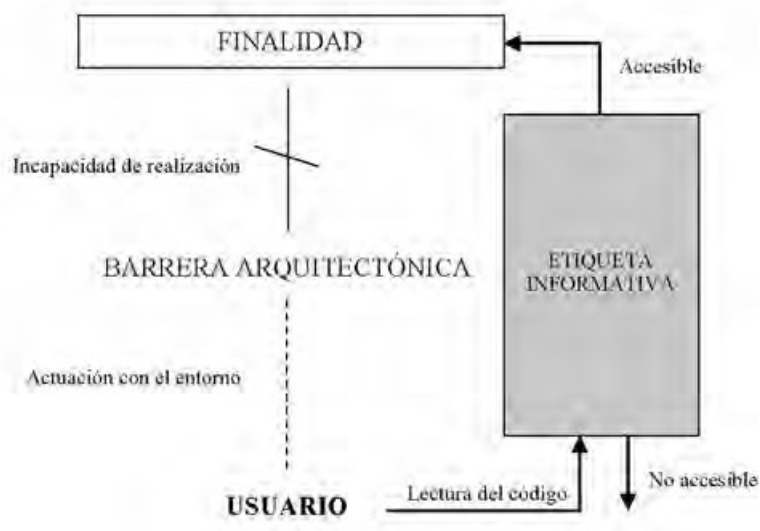 FINALIDAD
Accesible
Incapacidad de realización
BARRERA ARQUITECTÓNICA
ETIQUETA
INFORMATIVA
Actuación con el entorno
USUARIO
Lectura del código
No accesible